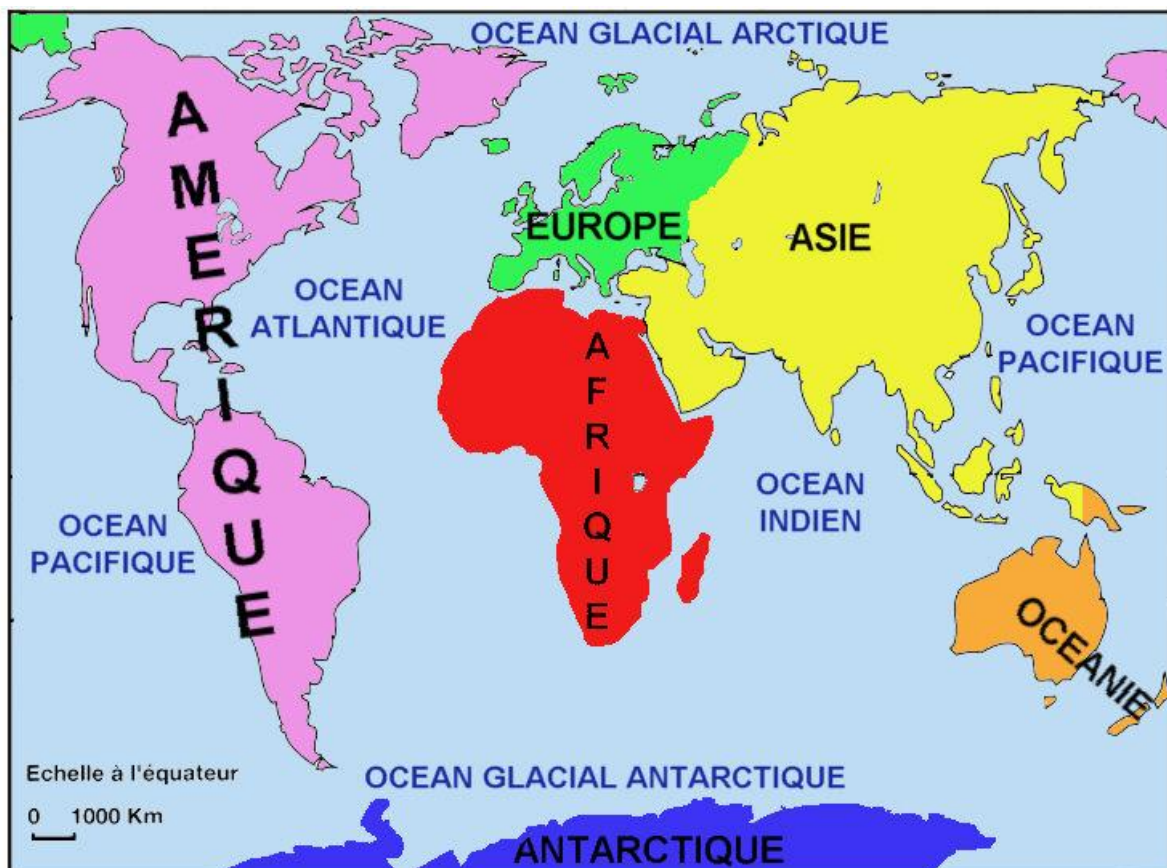 OCEAN GLACIAL ARCTIQUE
AMERIQUE
EUROPE
ASIE
OCEAN
ATLANTIQUE
AFRIQUE
OCEAN
PACIFIQUE
OCEAN
INDIEN
OCEAN
PACIFIQUE
OCEANIE
Echelle à l'équateur
0 1000 Km
OCEAN GLACIAL ANTARCTIQUE
ANTARCTIQUE